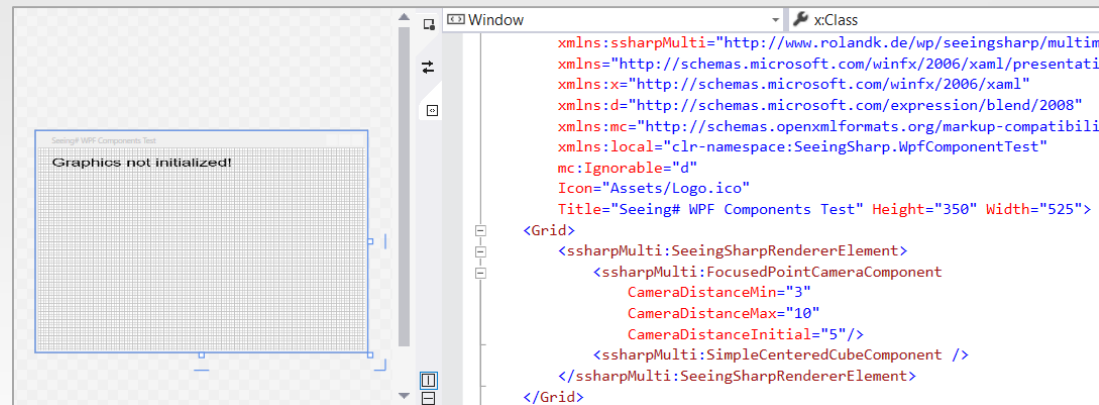 Window
x:Class
Seeing# WPF Components Test
Graphics not initialized!
xmlns:ssharpMulti="http://www.rolandk.de/wp/seeingsharp/multim
xmlns="http://schemas.microsoft.com/winfx/2006/xaml/presentati
xmlns:x="http://schemas.microsoft.com/winfx/2006/xaml"
xmlns:d="http://schemas.microsoft.com/expression/blend/2008"
xmlns:mc="http://schemas.openxmlformats.org/markup-compatibili
xmlns:local="clr-namespace:SeeingSharp.WpfComponentTest"
mc:Ignorable="d"
Icon="Assets/Logo.ico"
Title="Seeing# WPF Components Test" Height="350" Width="525">
<Grid>
<ssharpMulti:SeeingSharpRendererElement>
<ssharpMulti:FocusedPointCameraComponent
CameraDistanceMin="3"
CameraDistanceMax="10"
CameraDistanceInitial="5"/>
<ssharpMulti:SimpleCenteredCubeComponent />
</ssharpMulti:SeeingSharpRendererElement>
</Grid>